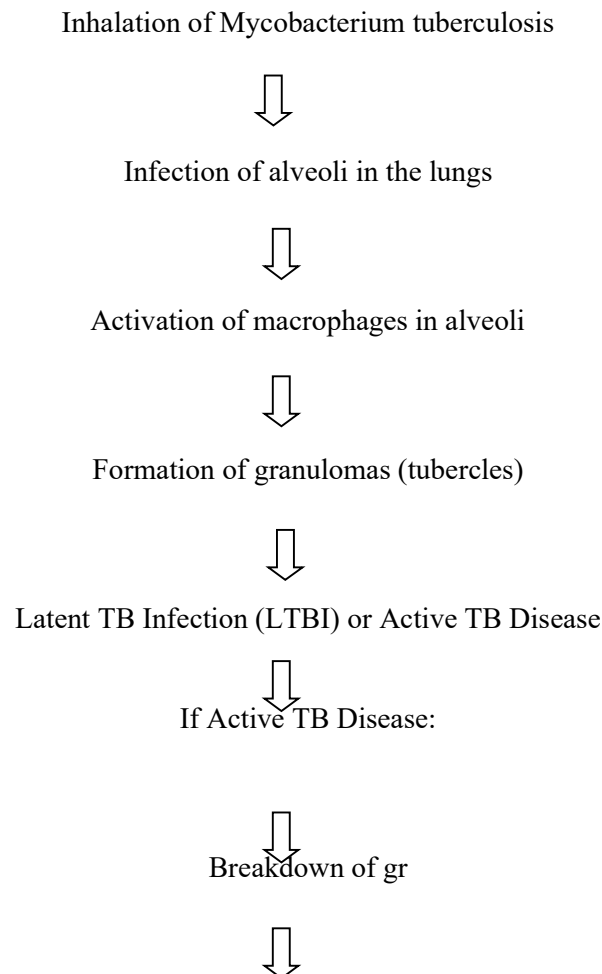 Inhalation of Mycobacterium tuberculosis
Infection of alveoli in the lungs
Activation of macrophages in alveoli
Formation of granulomas (tubercles)
Latent TB Infection (LTBI) or Active TB Disease
If Active TB Disease:
Breakdown of gr